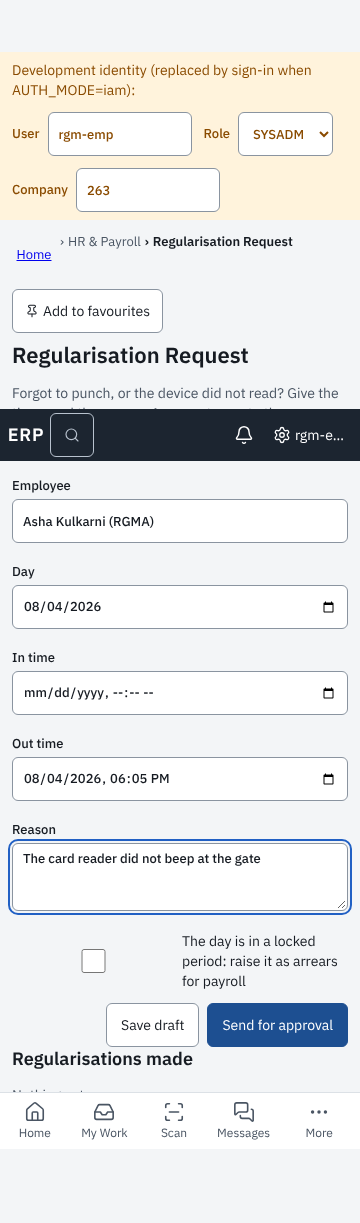 Development identity (replaced by sign-in when
AUTH_MODE=iam):
User rgm-emp Role SYSADM
Company 263
Home › HR & Payroll › Regularisation Request
Add to favourites
Regularisation Request
Forgot to punch, or the device did not read? Give the
ERP rgm-e...
Employee
Asha Kulkarni (RGMA)
Day
08/04/2026
In time
mm/dd/yyyy, --:-- --
Out time
08/04/2026, 06:05 PM
Reason
The card reader did not beep at the gate
The day is in a locked
period: raise it as arrears
for payroll
Save draft Send for approval
Regularisations made
Home My Work Scan Messages More